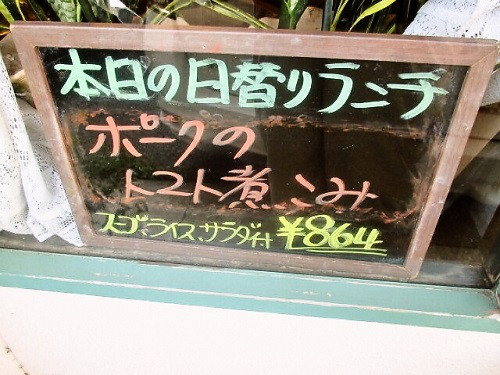 本日の日替りランチ
ポークの
トマト煮こみ
スープ、ライス、サラダ付 ¥864